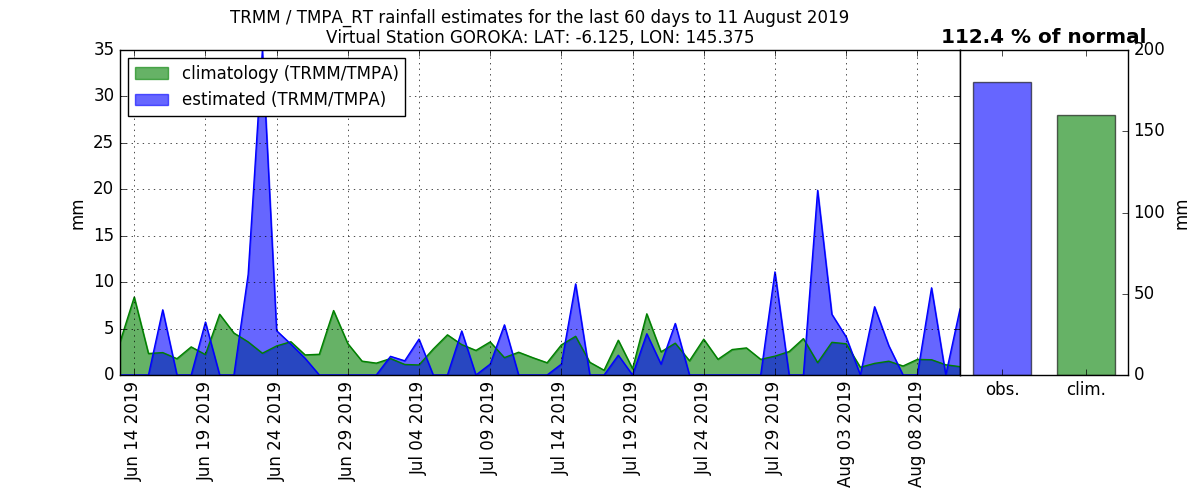 TRMM / TMPA_RT rainfall estimates for the last 60 days to 11 August 2019
Virtual Station GOROKA: LAT: -6.125, LON: 145.375
112.4 % of normal
climatology (TRMM/TMPA)
estimated (TRMM/TMPA)
mm
35
30
25
20
15
10
5
0
Jun 14 2019
Jun 19 2019
Jun 24 2019
Jun 29 2019
Jul 04 2019
Jul 09 2019
Jul 14 2019
Jul 19 2019
Jul 24 2019
Jul 29 2019
Aug 03 2019
Aug 08 2019
200
150
100
50
0
mm
obs.
clim.